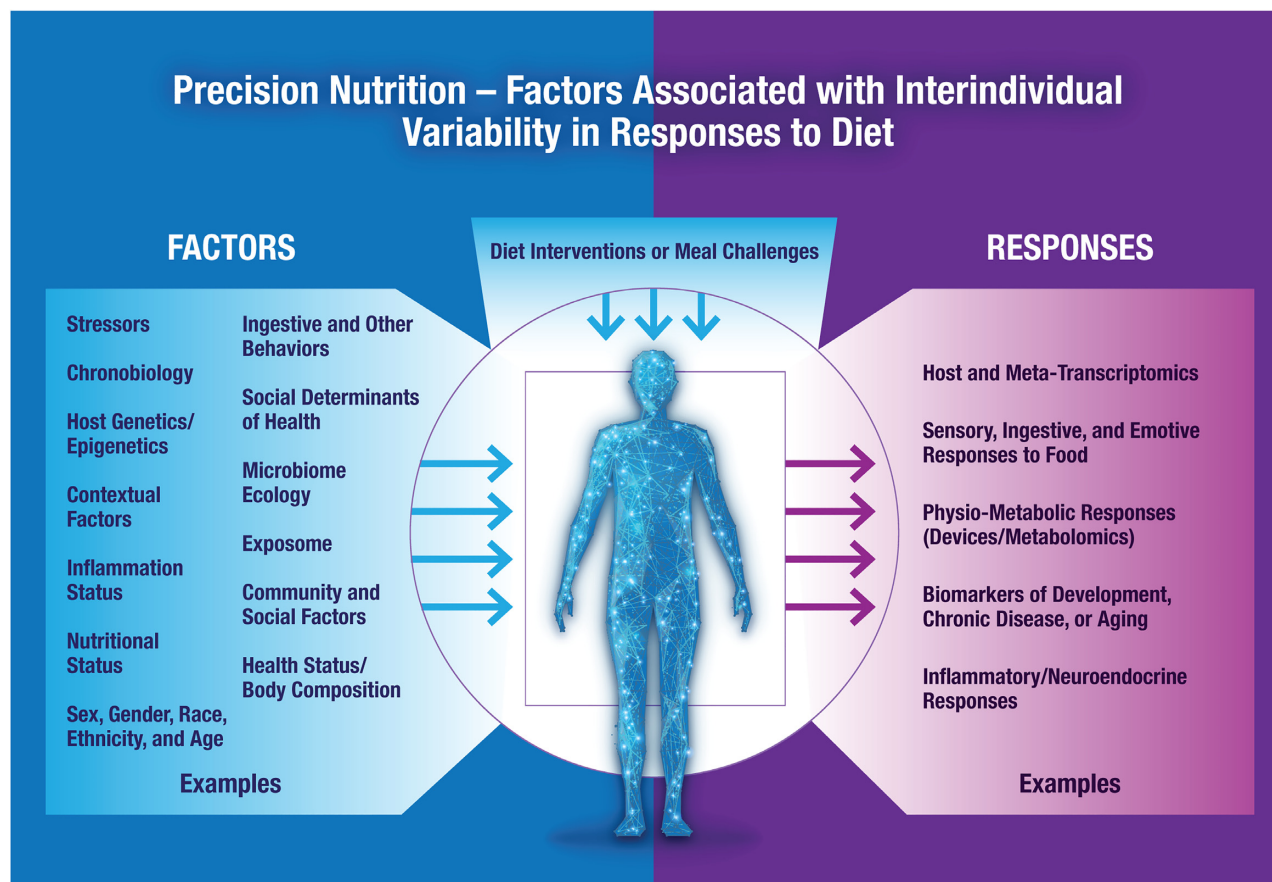 Precision Nutrition – Factors Associated with Interindividual
Variability in Responses to Diet
FACTORS
Stressors
Chronobiology
Host Genetics/
Epigenetics
Contextual
Factors
Inflammation
Status
Nutritional
Status
Sex, Gender, Race,
Ethnicity, and Age
Ingestive and Other
Behaviors
Social Determinants
of Health
Microbiome
Ecology
Exposome
Community and
Social Factors
Health Status/
Body Composition
Examples
Diet Interventions or Meal Challenges
RESPONSES
Host and Meta-Transcriptomics
Sensory, Ingestive, and Emotive
Responses to Food
Physio-Metabolic Responses
(Devices/Metabolomics)
Biomarkers of Development,
Chronic Disease, or Aging
Inflammatory/Neuroendocrine
Responses
Examples